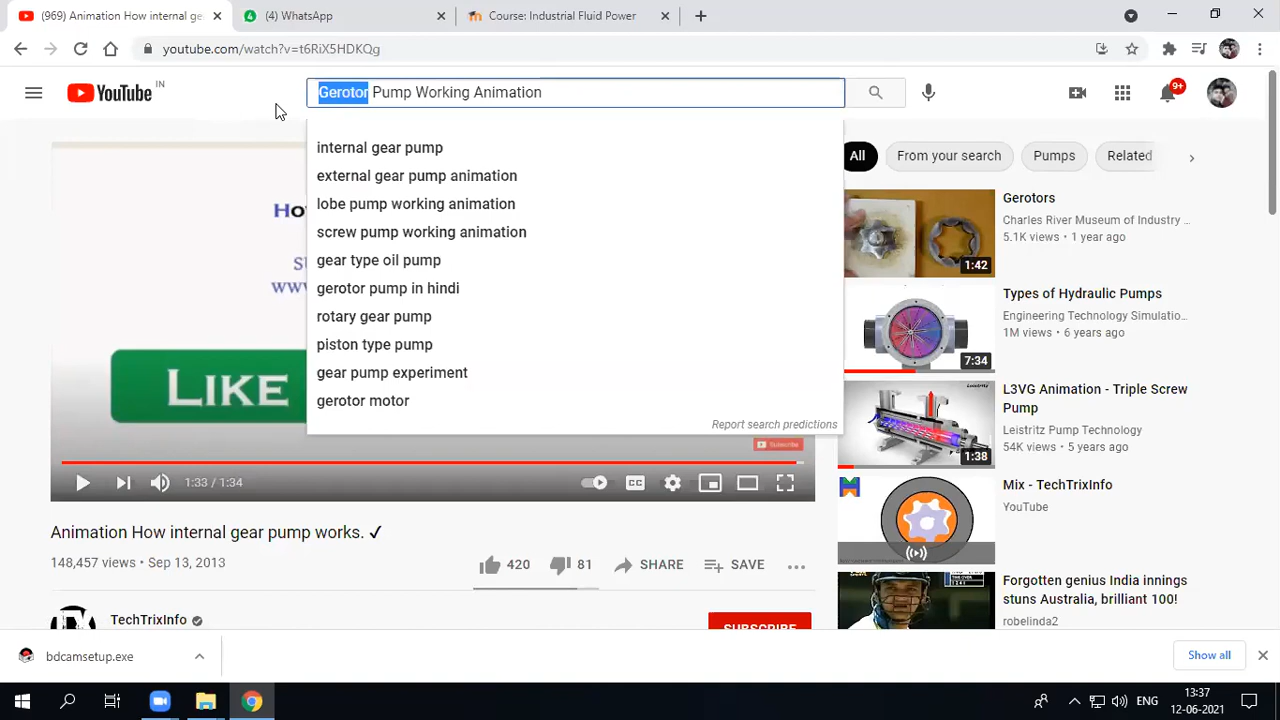 (969) Animation How internal ge
4 WhatsApp
Course: Industrial Fluid Power
youtube.com/watch?v=t6RiX5HDKQg
YouTube IN
Gerotor Pump Working Animation
9+
internal gear pump
external gear pump animation
lobe pump working animation
screw pump working animation
gear type oil pump
gerotor pump in hindi
rotary gear pump
piston type pump
gear pump experiment
gerotor motor
Report search predictions
Ho
www.
LIKE
Subscribe
1:33 / 1:34
CC
Animation How internal gear pump works. ✓
148,457 views • Sep 13, 2013
420 81 SHARE SAVE
TechTrixInfo
SUBSCRIBE
All From your search Pumps Related
Gerotors
Charles River Museum of Industry ...
5.1K views • 1 year ago
1:42
Types of Hydraulic Pumps
Engineering Technology Simulatio...
1M views • 6 years ago
7:34
L3VG Animation - Triple Screw
Pump
Leistritz Pump Technology
54K views • 5 years ago
Leistritz
1:38
Mix - TechTrixInfo
YouTube
Forgotten genius India innings
stuns Australia, brilliant 100!
robelinda2
bdcamsetup.exe
Show all
ENG
13:37
12-06-2021